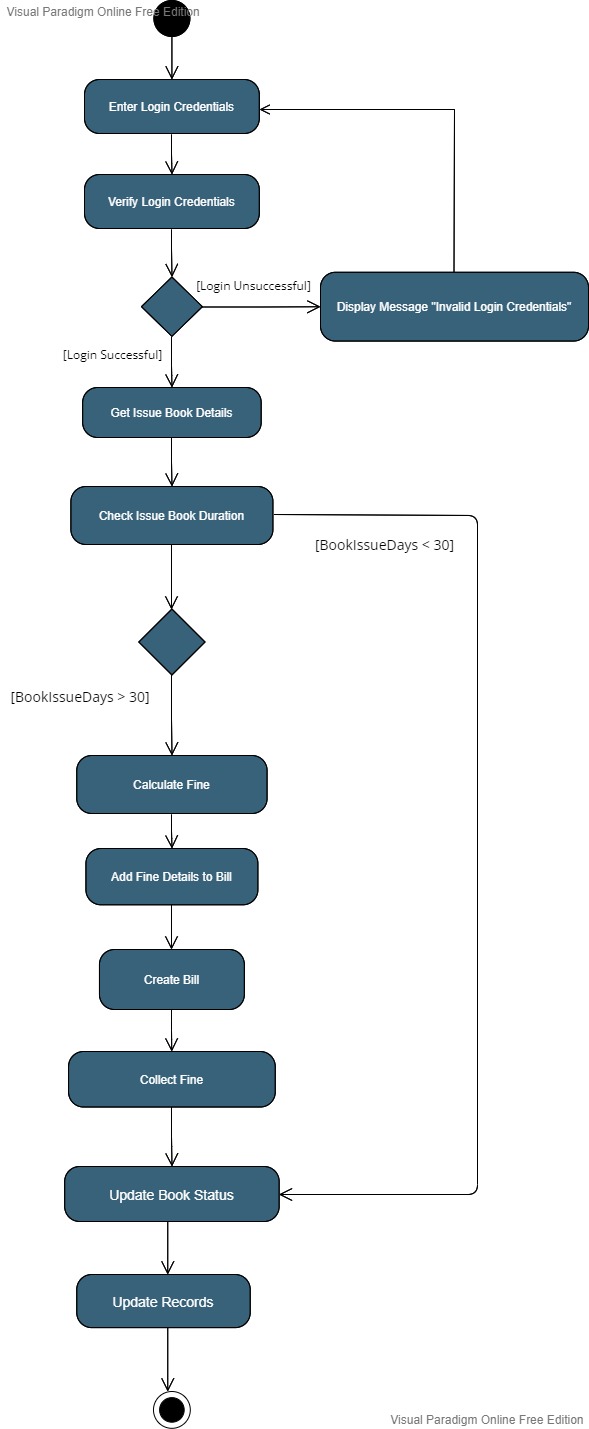 Visual Paradigm Online Free Edition
Enter Login Credentials
Verify Login Credentials
[Login Unsuccessful]
Display Message "Invalid Login Credentials"
[Login Successful]
Get Issue Book Details
Check Issue Book Duration
[BookIssueDays < 30]
[BookIssueDays > 30]
Calculate Fine
Add Fine Details to Bill
Create Bill
Collect Fine
Update Book Status
Update Records
Visual Paradigm Online Free Edition